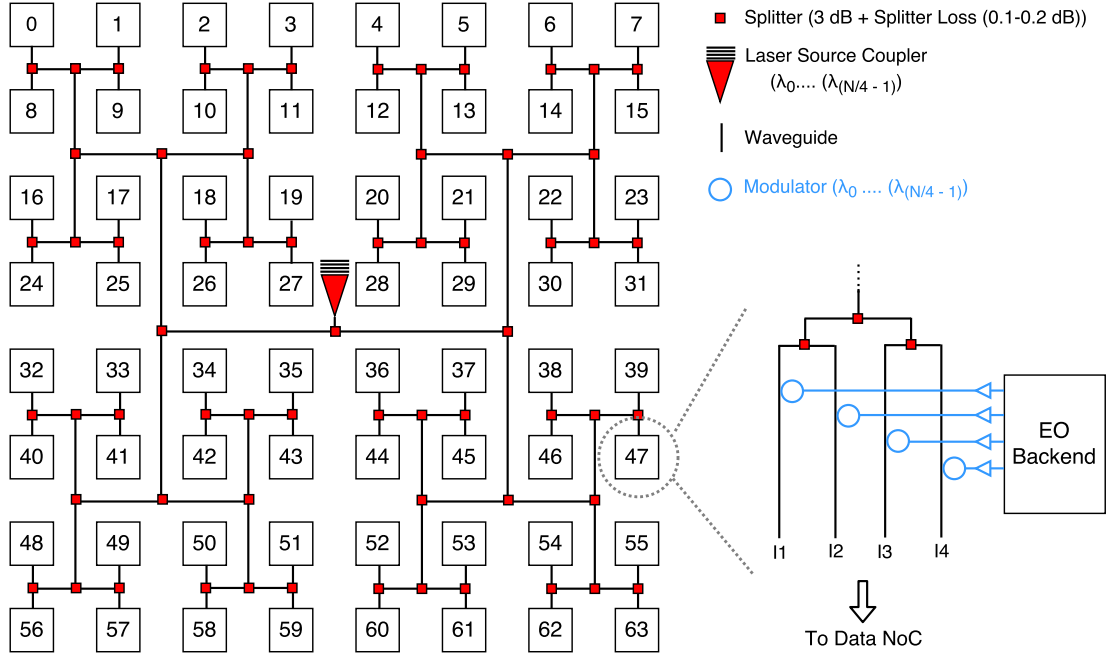 0 1 2 3 4 5 6 7
8 9 10 11 12 13 14 15
16 17 18 19 20 21 22 23
24 25 26 27 28 29 30 31
32 33 34 35 36 37 38 39
40 41 42 43 44 45 46 47
48 49 50 51 52 53 54 55
56 57 58 59 60 61 62 63
Splitter (3 dB + Splitter Loss (0.1-0.2 dB))
Laser Source Coupler
(λ0.... (λ(N/4 - 1))
Waveguide
Modulator (λ0 .... (λ(N/4 - 1))
EO
Backend
I1 I2 I3 I4
To Data NoC